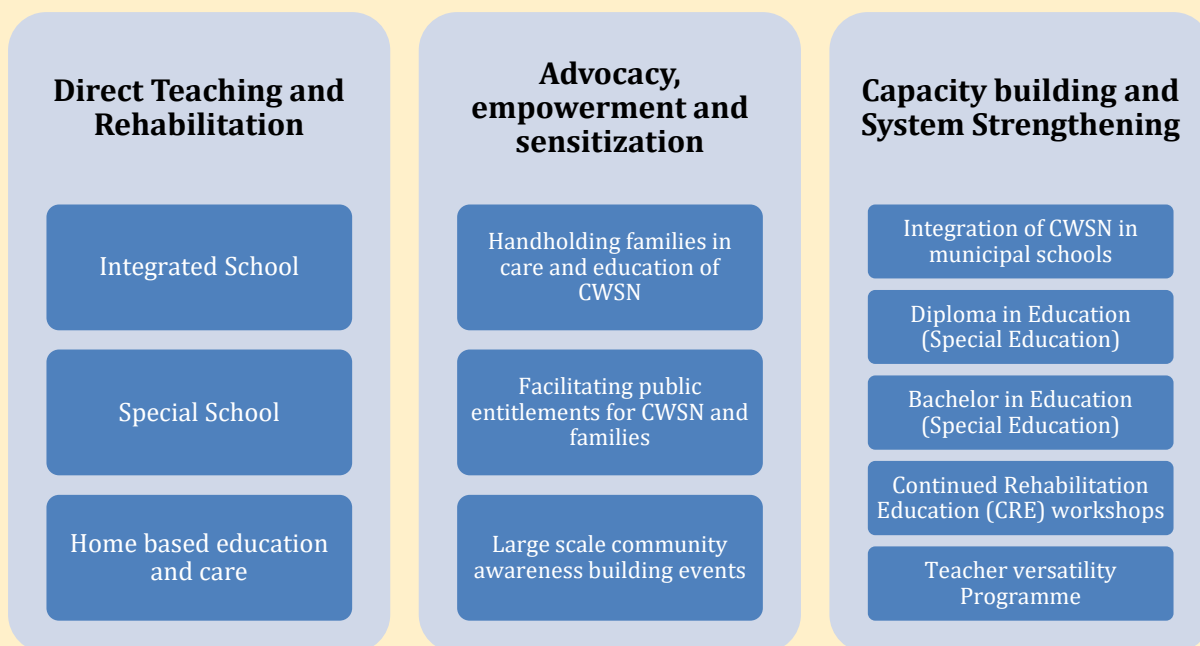 Direct Teaching and
Rehabilitation
Integrated School
Special School
Home based education
and care
Advocacy,
empowerment and
sensitization
Handholding families in
care and education of
CWSN
Facilitating public
entitlements for CWSN and
families
Large scale community
awareness building events
Capacity building and
System Strengthening
Integration of CWSN in
municipal schools
Diploma in Education
(Special Education)
Bachelor in Education
(Special Education)
Continued Rehabilitation
Education (CRE) workshops
Teacher versatility
Programme